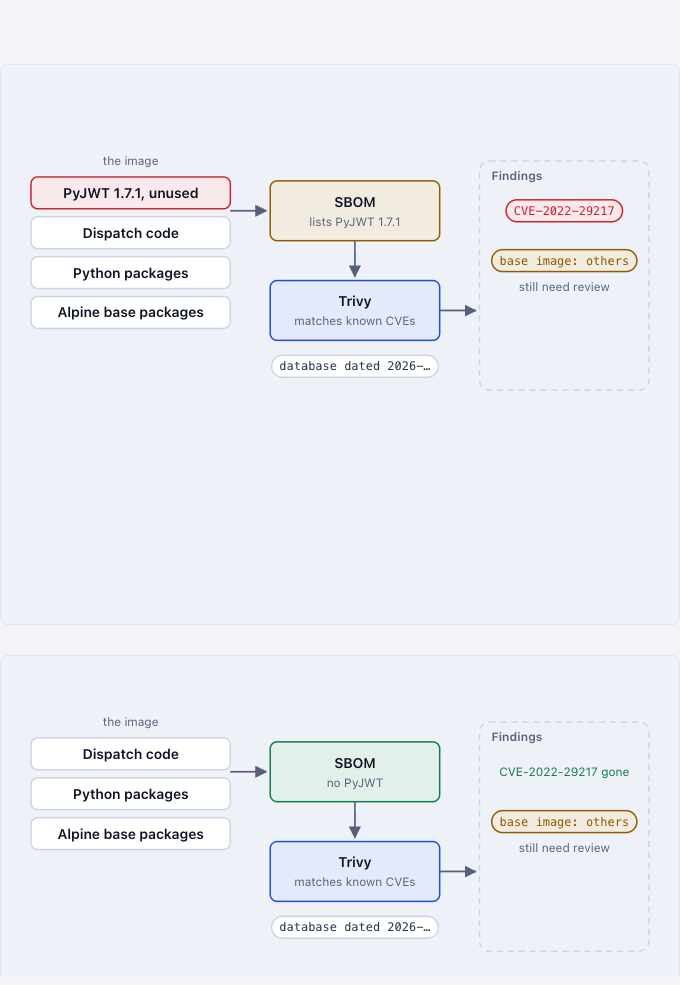 the image
PyJWT 1.7.1, unused
Dispatch code
Python packages
Alpine base packages
SBOM
lists PyJWT 1.7.1
Trivy
matches known CVEs
database dated 2026-…
Findings
CVE-2022-29217
base image: others
still need review
the image
Dispatch code
Python packages
Alpine base packages
SBOM
no PyJWT
Trivy
matches known CVEs
database dated 2026-…
Findings
CVE-2022-29217 gone
base image: others
still need review